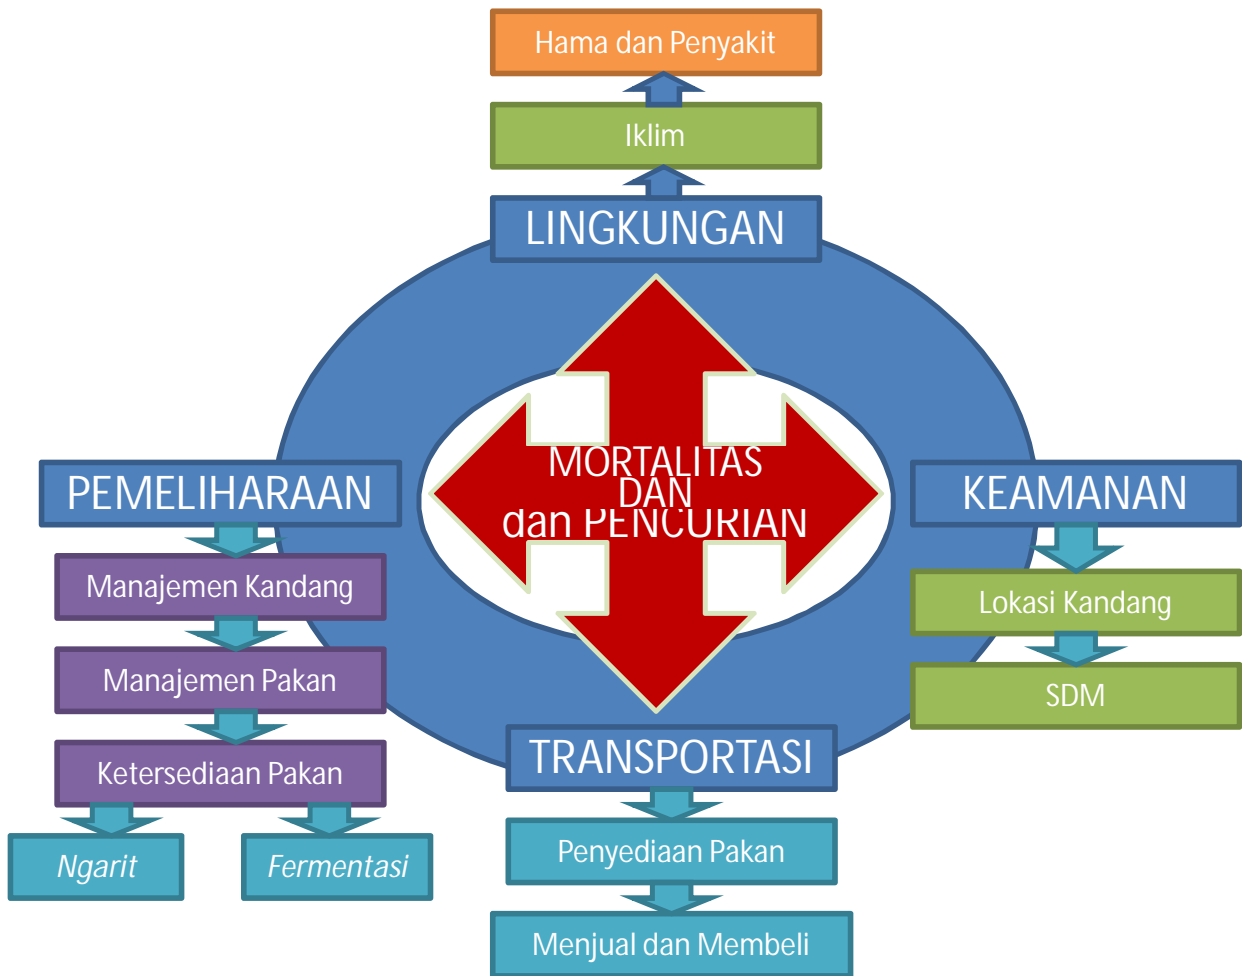 Hama dan Penyakit
Iklim
LINGKUNGAN
MORTALITAS
DAN
dan PENCURIAN
PEMELIHARAAN
Manajemen Kandang
Manajemen Pakan
Ketersediaan Pakan
Ngarit
Fermentasi
KEAMANAN
Lokasi Kandang
SDM
TRANSPORTASI
Penyediaan Pakan
Menjual dan Membeli